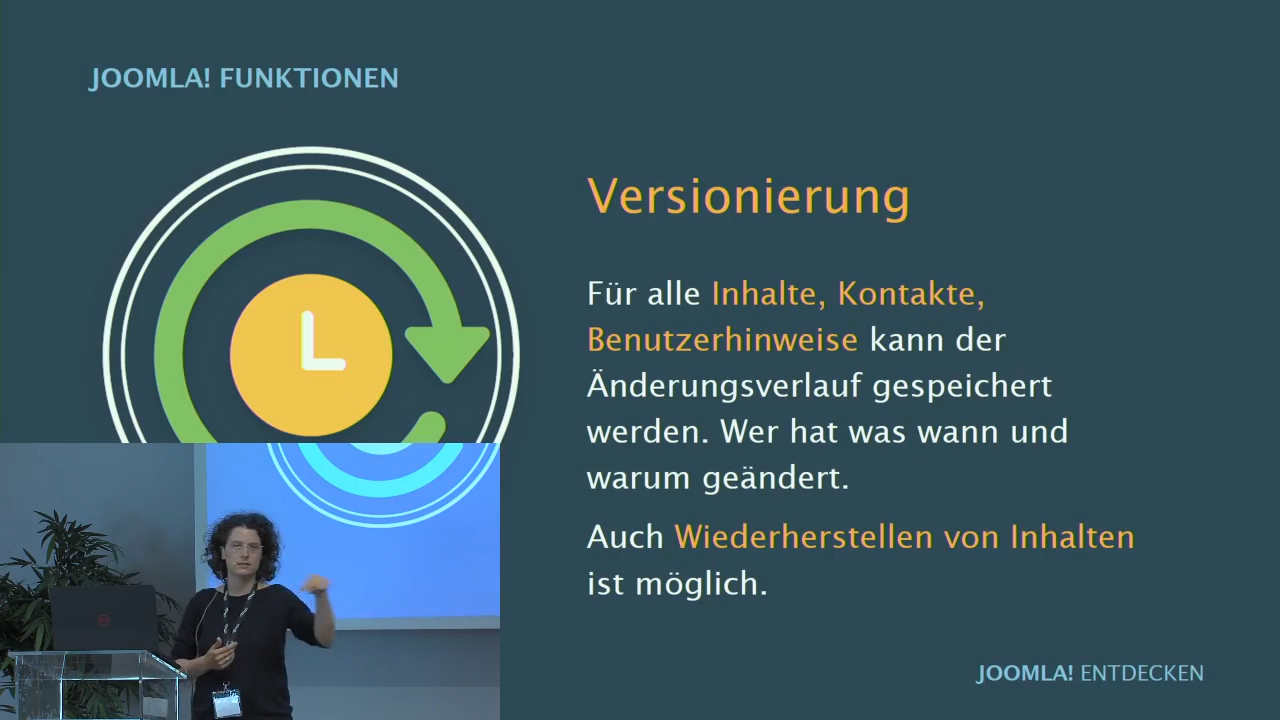 JOOMLA! FUNKTIONEN
Versionierung
Für alle Inhalte, Kontakte,
Benutzerhinweise kann der
Änderungsverlauf gespeichert
werden. Wer hat was wann und
warum geändert.
Auch Wiederherstellen von Inhalten
ist möglich.
JOOMLA! ENTDECKEN